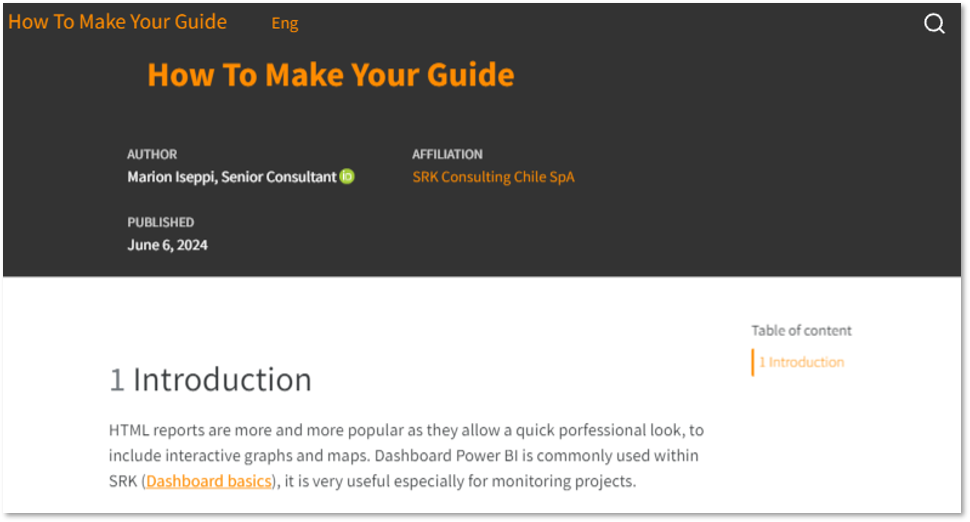 How To Make Your Guide Eng
How To Make Your Guide
AUTHOR AFFILIATION
Marion Iseppi, Senior Consultant iD SRK Consulting Chile SpA
PUBLISHED
June 6, 2024
Table of content
1 Introduction
1 Introduction
HTML reports are more and more popular as they allow a quick porfessional look, to
include interactive graphs and maps. Dashboard Power BI is commonly used within
SRK (Dashboard basics), it is very useful especially for monitoring projects.